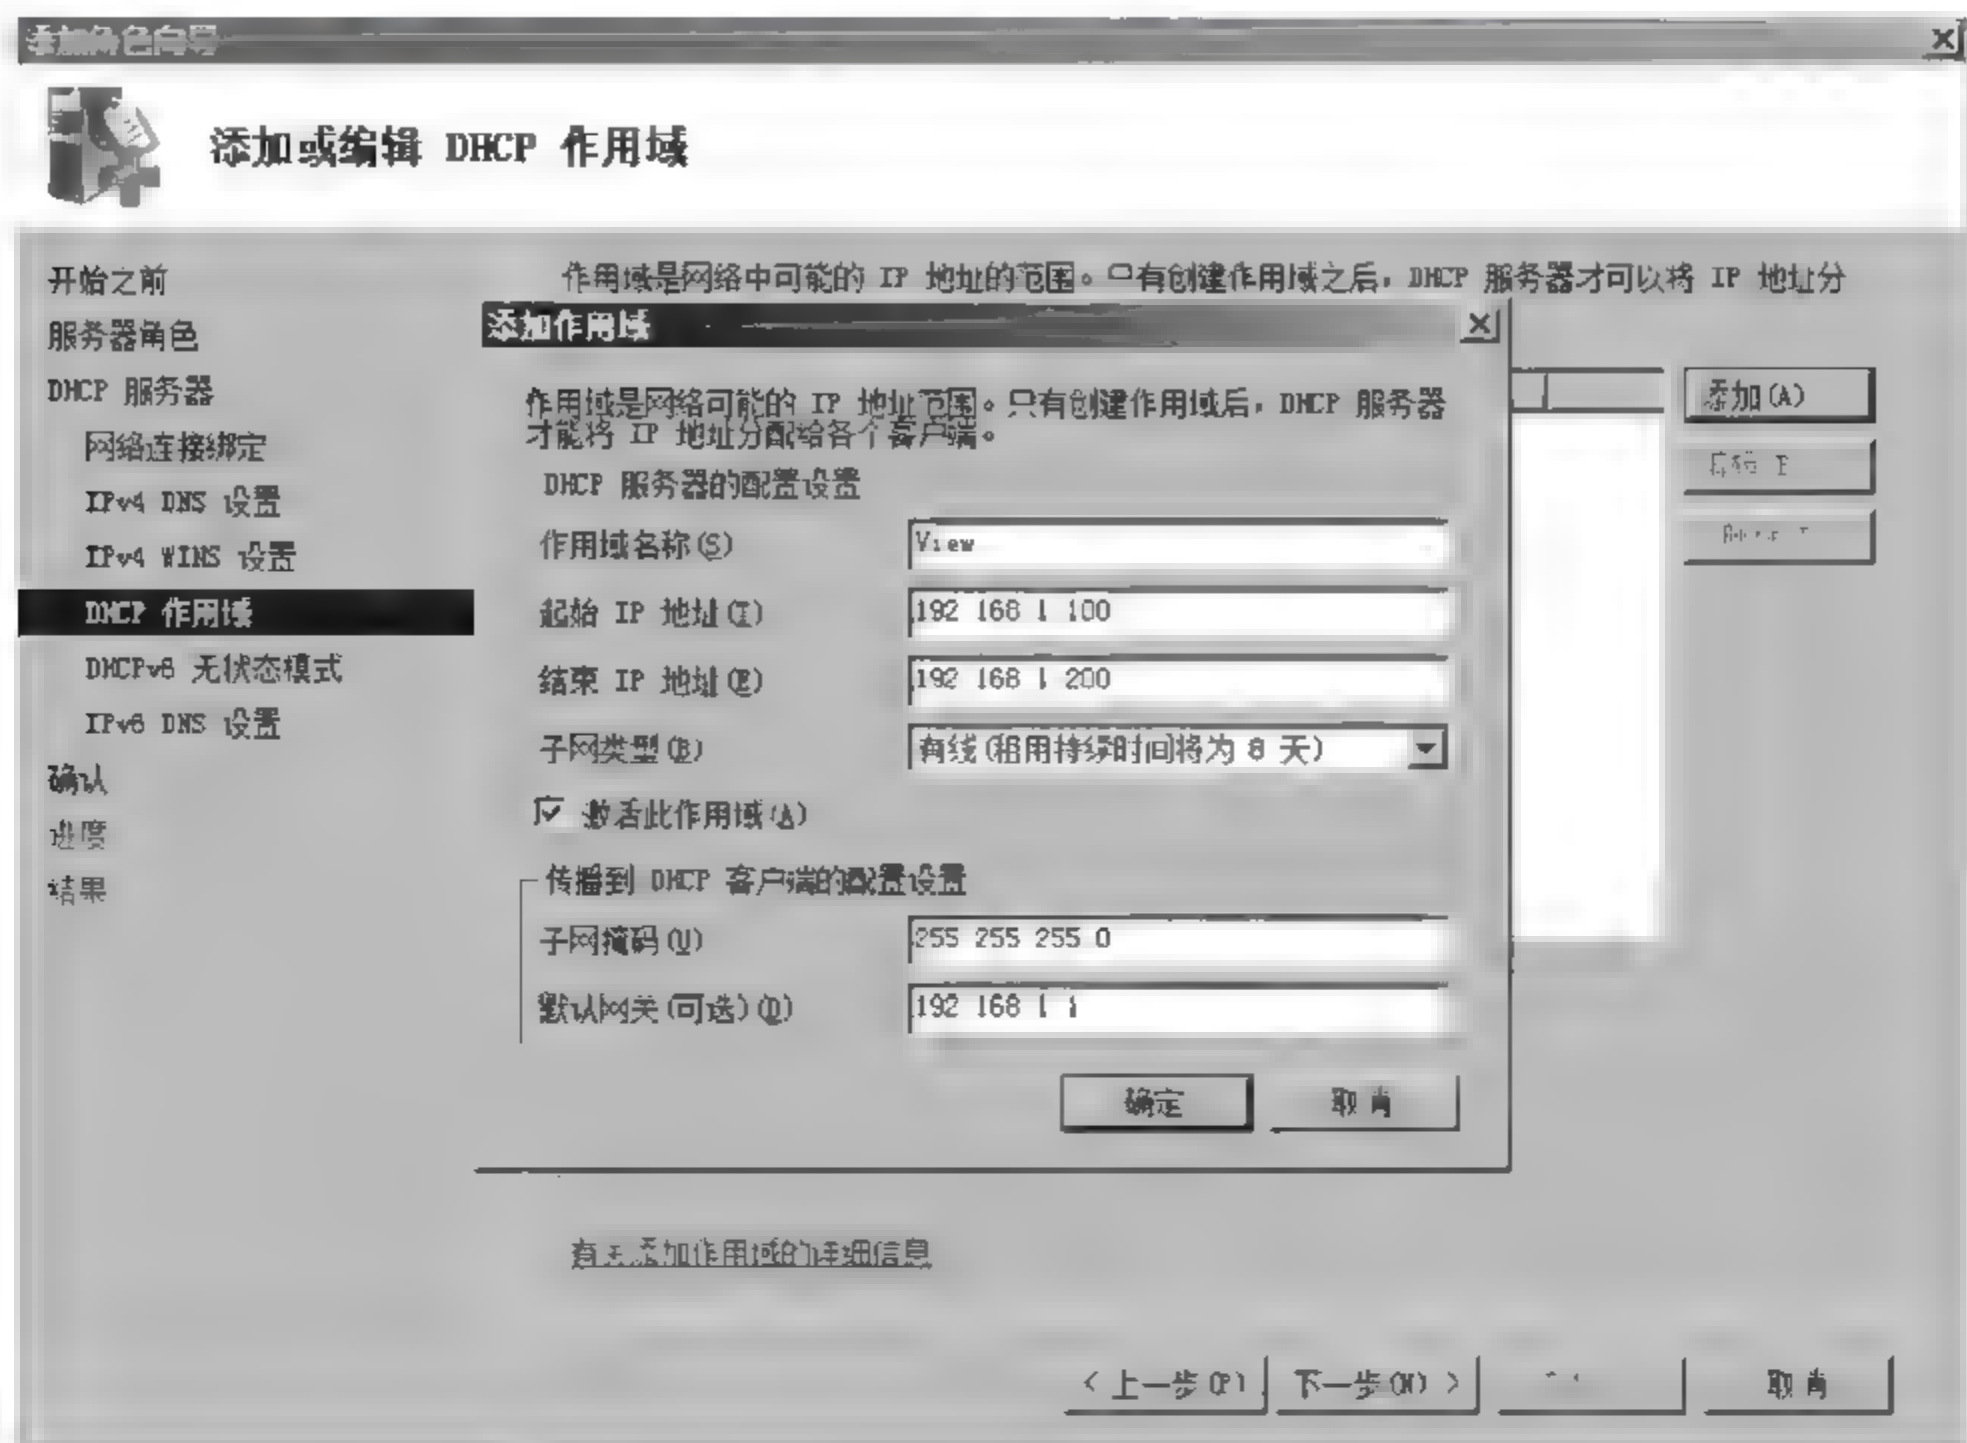 添加角色向导
添加或编辑 DHCP 作用域
开始之前
服务器角色
DHCP 服务器
网络连接绑定
IPv4 DNS 设置
IPv4 WINS 设置
DHCP 作用域
DHCPv6 无状态模式
IPv6 DNS 设置
确认
进度
结果
作用域是网络中可能的 IP 地址的范围。只有创建作用域之后，DHCP 服务器才可以将 IP 地址分
添加作用域
作用域是网络可能的 IP 地址范围。只有创建作用域后，DHCP 服务器
才能将 IP 地址分配给各个客户端。
DHCP 服务器的配置设置
作用域名称(S)
View
起始 IP 地址(T)
192 168 1 100
结束 IP 地址(E)
192 168 1 200
子网类型(B)
有线(租用持续时间将为 8 天)
激活此作用域(A)
传播到 DHCP 客户端的配置设置
子网掩码(U)
255 255 255 0
默认网关(可选)(D)
192 168 1 1
确定
取消
添加(A)
有关添加作用域的详细信息
< 上一步(P)
下一步(N) >
取消